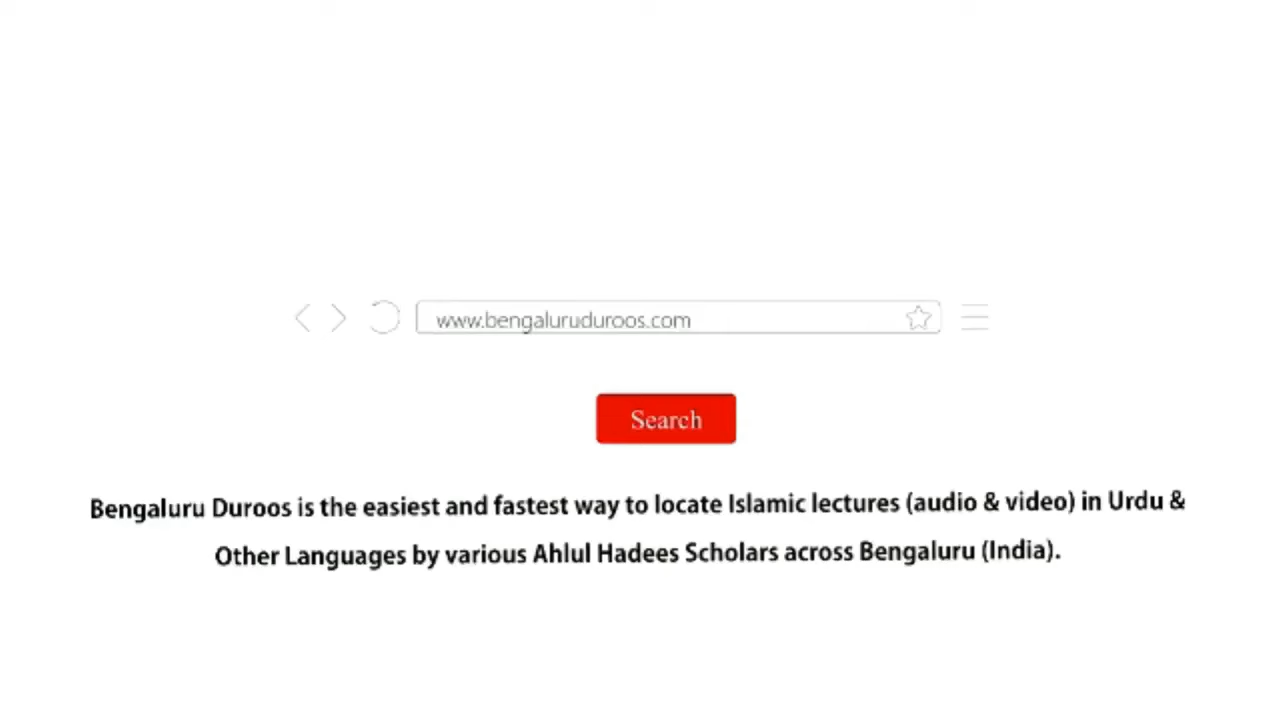 www.bengaluruduroos.com
Search
Bengaluru Duroos is the easiest and fastest way to locate Islamic lectures (audio & video) in Urdu &
Other Languages by various Ahlul Hadees Scholars across Bengaluru (India).